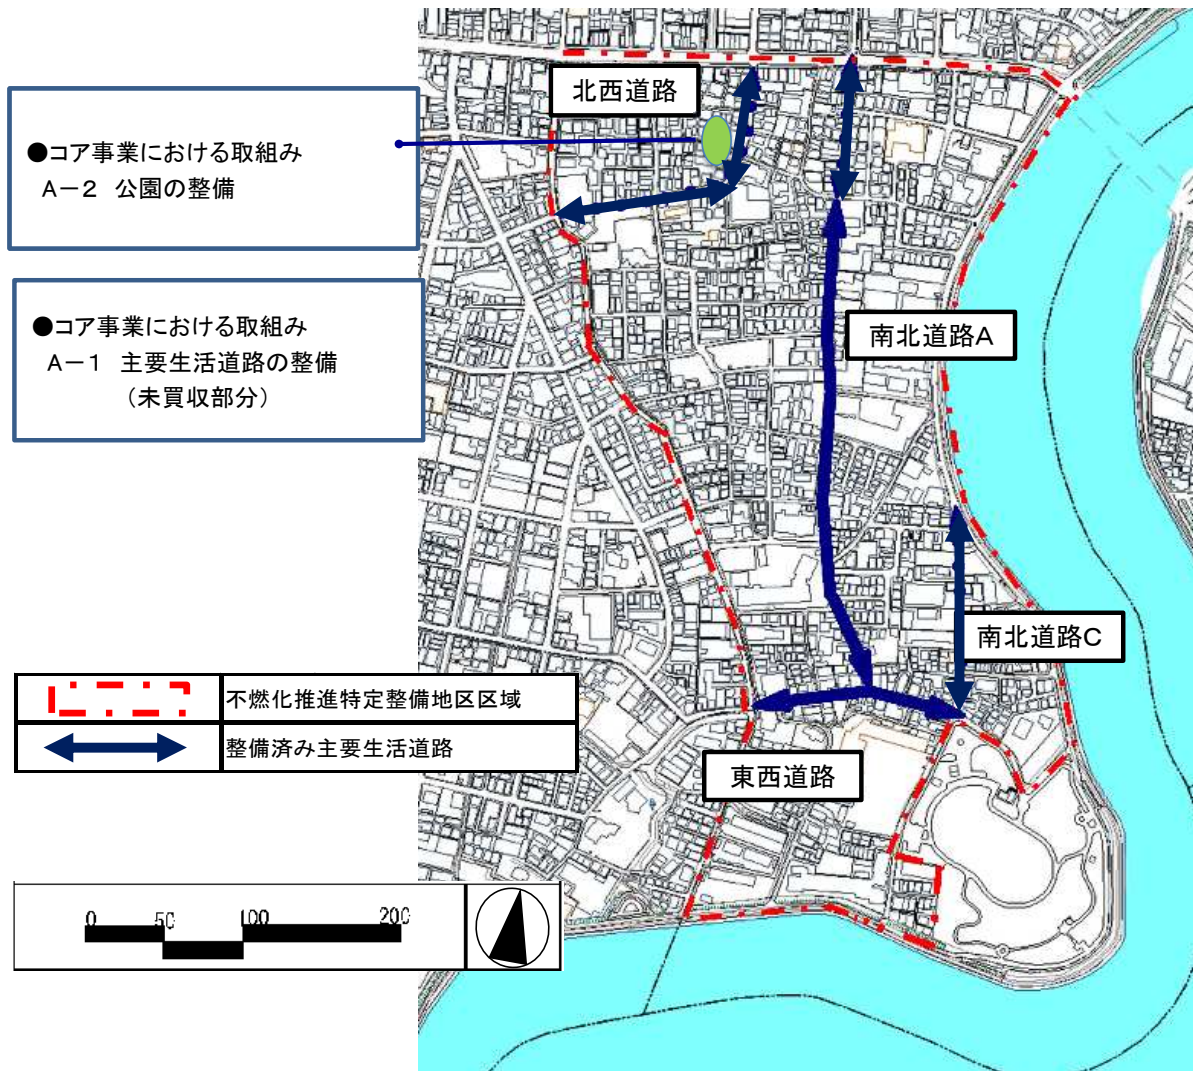 北西道路
●コア事業における取組み
A－2 公園の整備
●コア事業における取組み
A－1 主要生活道路の整備
（未買収部分）
南北道路A
南北道路C
不燃化推進特定整備地区区域
整備済み主要生活道路
東西道路
0 50 100 200